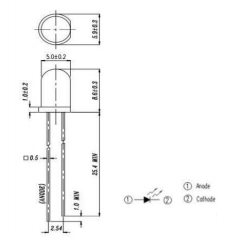 5.9±0.3
5.0±0.2
1.0±0.2
8.6±0.3
□ 0.5
(ANODE)
25.4 MIN
1.0 MIN
2.54
① ②
① Anode
② Cathode